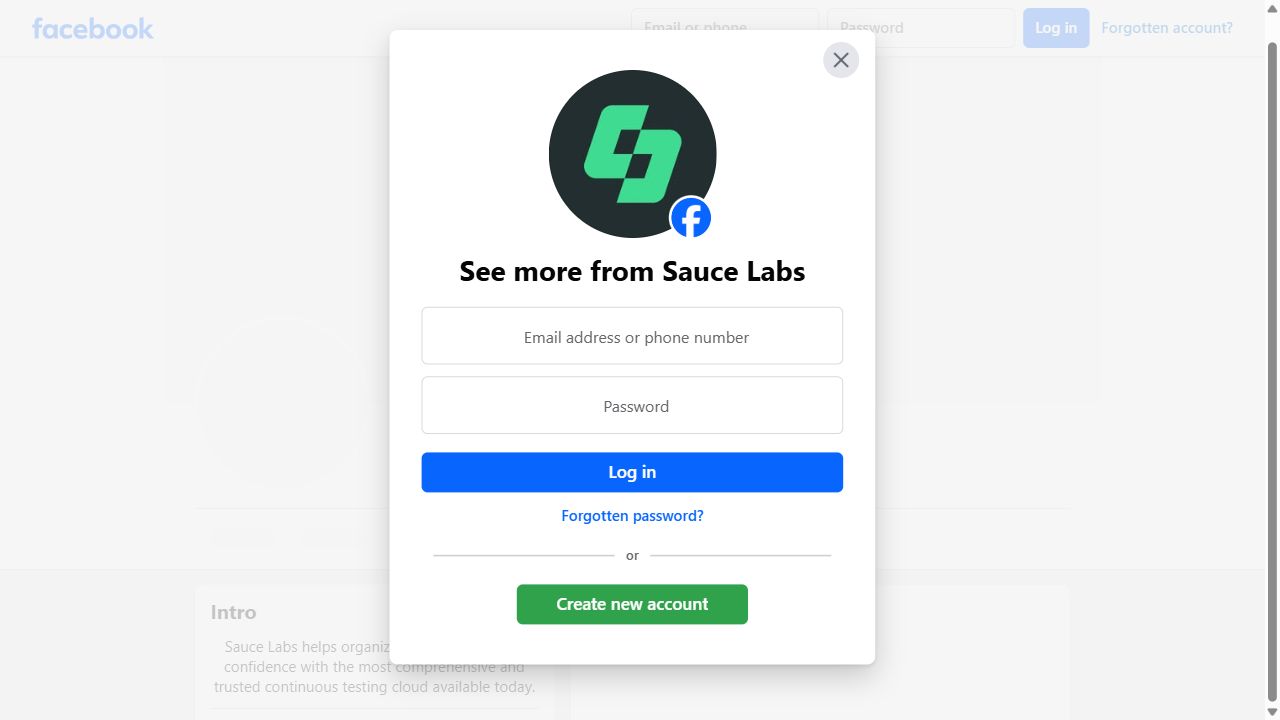 facebook
Email or phone
Password
Log in
Forgotten account?
See more from Sauce Labs
Email address or phone number
Password
Log in
Forgotten password?
or
Create new account
Intro
Sauce Labs helps organiz
confidence with the most comprehensive and
trusted continuous testing cloud available today.